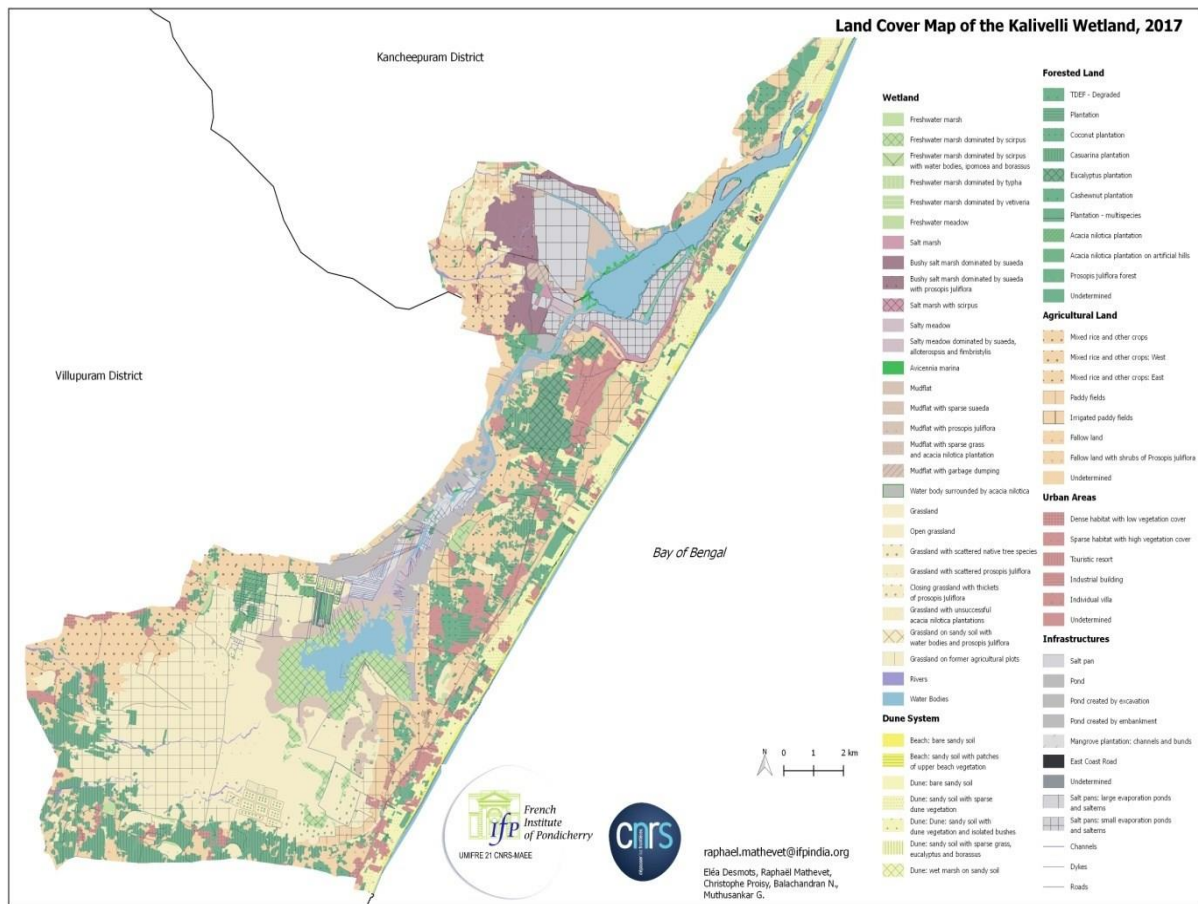 Land Cover Map of the Kalivelli Wetland, 2017
Kancheepuram District
Villupuram District
Bay of Bengal
Wetland
Freshwater marsh
Freshwater marsh dominated by scirpus
Freshwater marsh dominated by scirpus
with water bodies, ipomoea and borassus
Freshwater marsh dominated by typha
Freshwater marsh dominated by vetiveria
Freshwater meadow
Salt marsh
Bushy salt marsh dominated by suaeda
Bushy salt marsh dominated by suaeda
with prosopis juliflora
Salt marsh with scirpus
Salty meadow
Salty meadow dominated by suaeda,
alloteropsis and fimbristylis
Avicennia marina
Mudflat
Mudflat with sparse suaeda
Mudflat with prosopis juliflora
Mudflat with sparse grass
and acacia nilotica plantation
Mudflat with garbage dumping
Water body surrounded by acacia nilotica
Grassland
Open grassland
Grassland with scattered native tree species
Grassland with scattered prosopis juliflora
Closing grassland with thickets
of prosopis juliflora
Grassland with unsuccessful
acacia nilotica plantations
Grassland on sandy soil with
water bodies and prosopis juliflora
Grassland on former agricultural plots
Rivers
Water Bodies
Dune System
Beach: bare sandy soil
Beach: sandy soil with patches
of upper beach vegetation
Dune: bare sandy soil
Dune: sandy soil with sparse
dune vegetation
Dune: Dune: sandy soil with
dune vegetation and isolated bushes
Dune: sandy soil with sparse grass,
eucalyptus and borassus
Dune: wet marsh on sandy soil
Forested Land
TDEF - Degraded
Plantation
Coconut plantation
Casuarina plantation
Eucalyptus plantation
Cashewnut plantation
Plantation - multispecies
Acacia nilotica plantation
Acacia nilotica plantation on artificial hills
Prosopis juliflora forest
Undetermined
Agricultural Land
Mixed rice and other crops
Mixed rice and other crops: West
Mixed rice and other crops: East
Paddy fields
Irrigated paddy fields
Fallow land
Fallow land with shrubs of Prosopis juliflora
Undetermined
Urban Areas
Dense habitat with low vegetation cover
Sparse habitat with high vegetation cover
Touristic resort
Industrial building
Individual villa
Undetermined
Infrastructures
Salt pan
Pond
Pond created by excavation
Pond created by embankment
Mangrove plantation: channels and bunds
East Coast Road
Undetermined
Salt pans: large evaporation ponds
and salterns
Salt pans: small evaporation ponds
and salterns
Channels
Dykes
Roads
N
0 1 2 km
IfP
French
Institute
of Pondicherry
UMIFRE 21 CNRS-MAEE
cnrs
raphael.mathevet@ifpindia.org
Eléa Desmots, Raphaël Mathevet,
Christophe Proisy, Balachandran N.,
Muthusankar G.